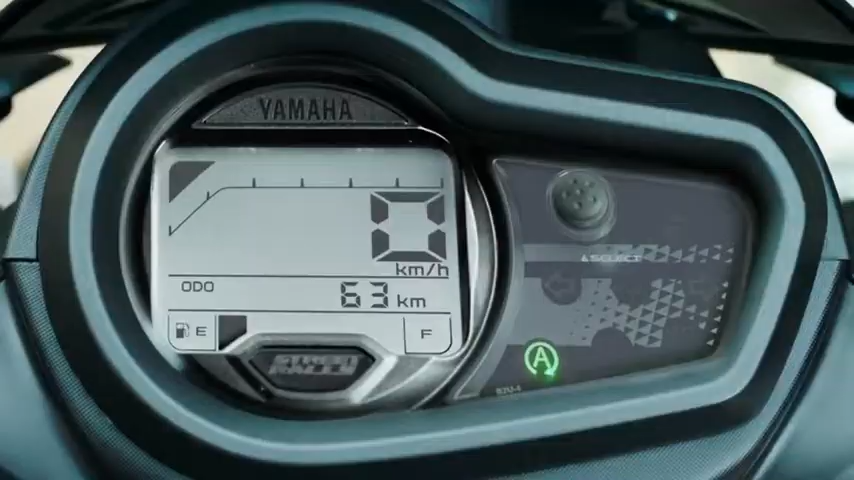 YAMAHA
0
km/h
ODO
63 km
E
F
STREET RALLY
SELECT
A